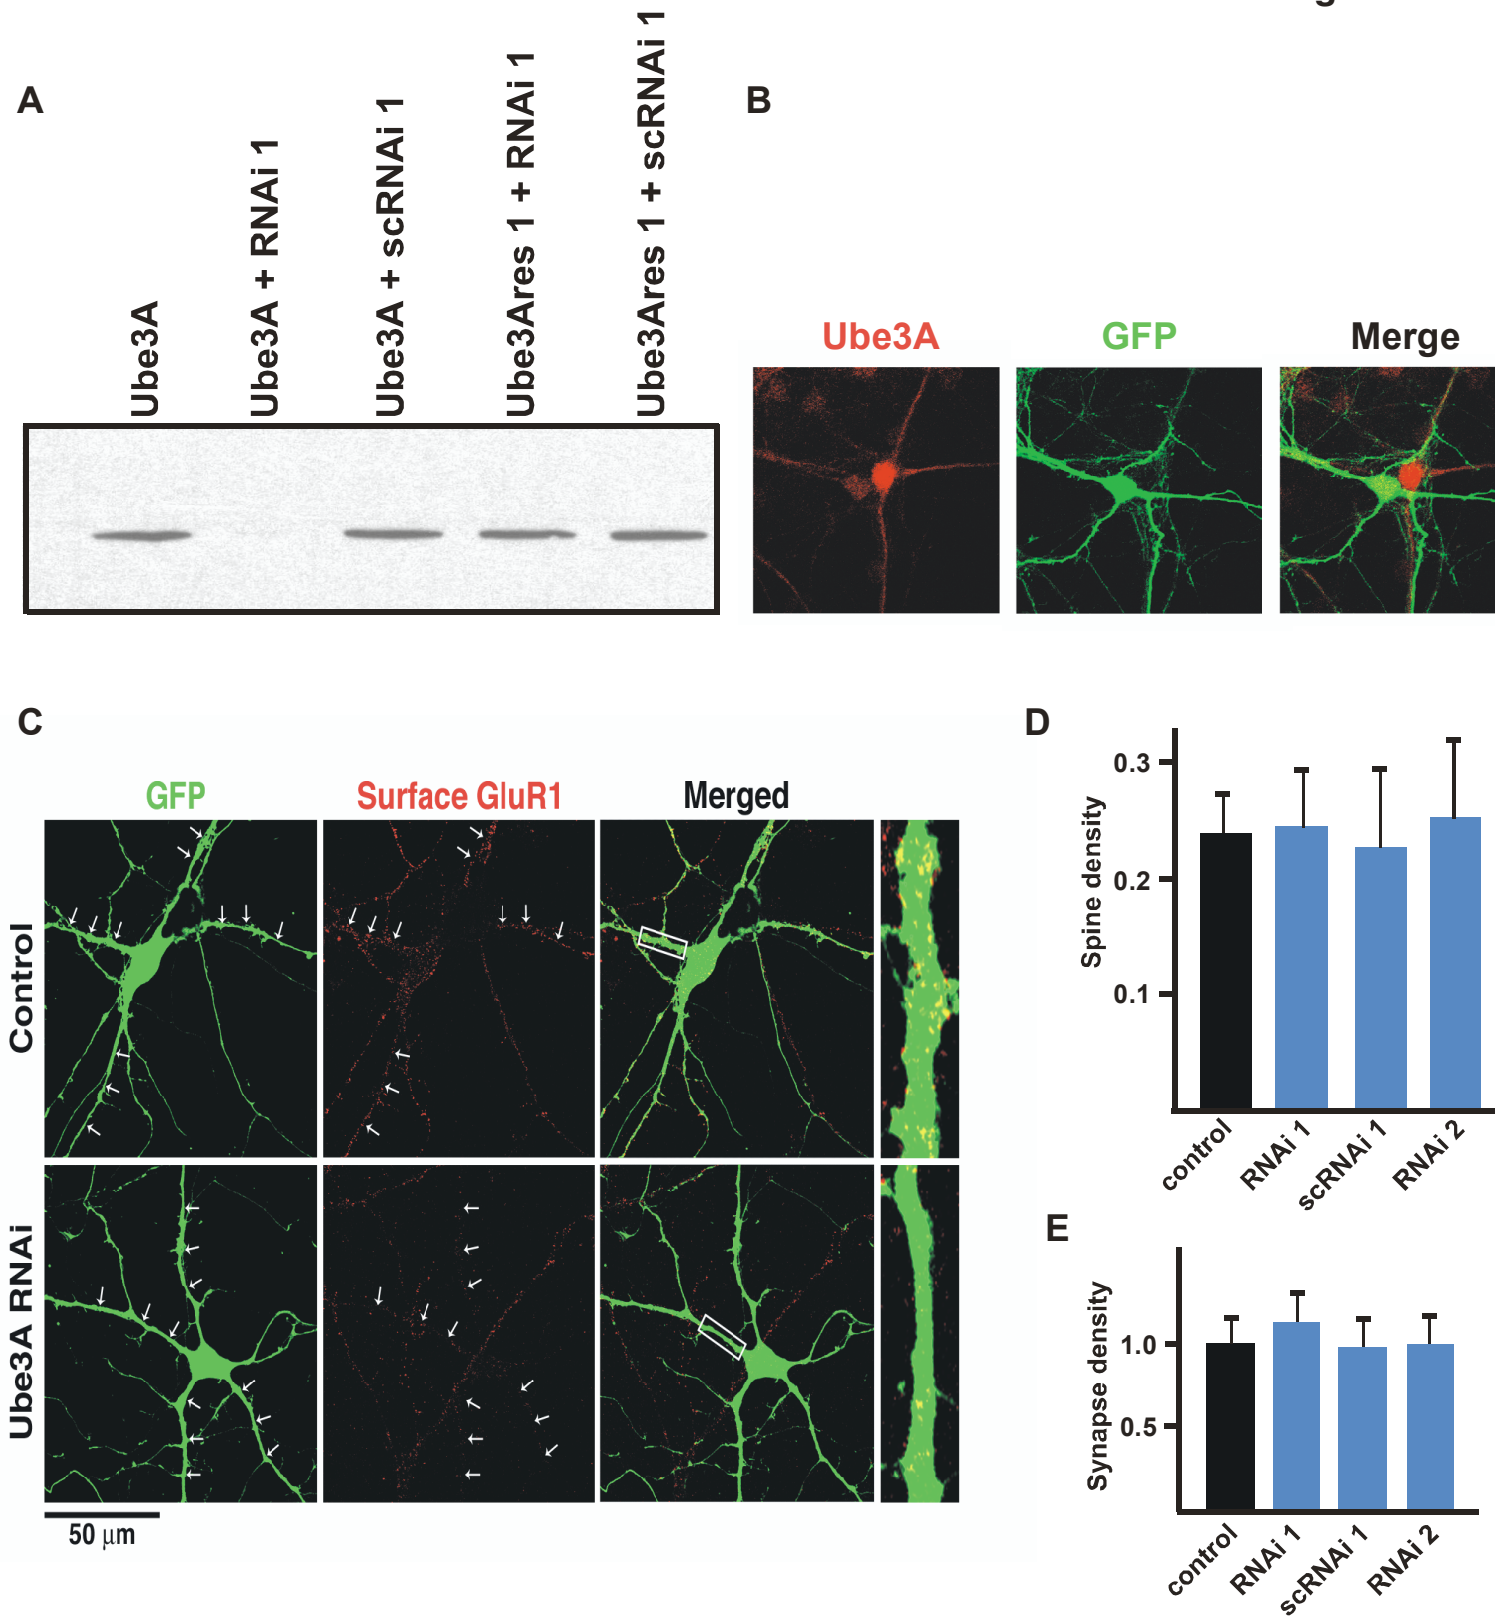 A
Ube3A
Ube3A + RNAi 1
Ube3A + scRNAi 1
Ube3Ares 1 + RNAi 1
Ube3Ares 1 + scRNAi 1
B
Ube3A
GFP
Merge
C
GFP
Surface GluR1
Merged
Control
Ube3A RNAi
50 μm
D
Spine density
0.3
0.2
0.1
control
RNAi 1
scRNAi 1
RNAi 2
E
Synapse density
1.0
0.5
control
RNAi 1
scRNAi 1
RNAi 2